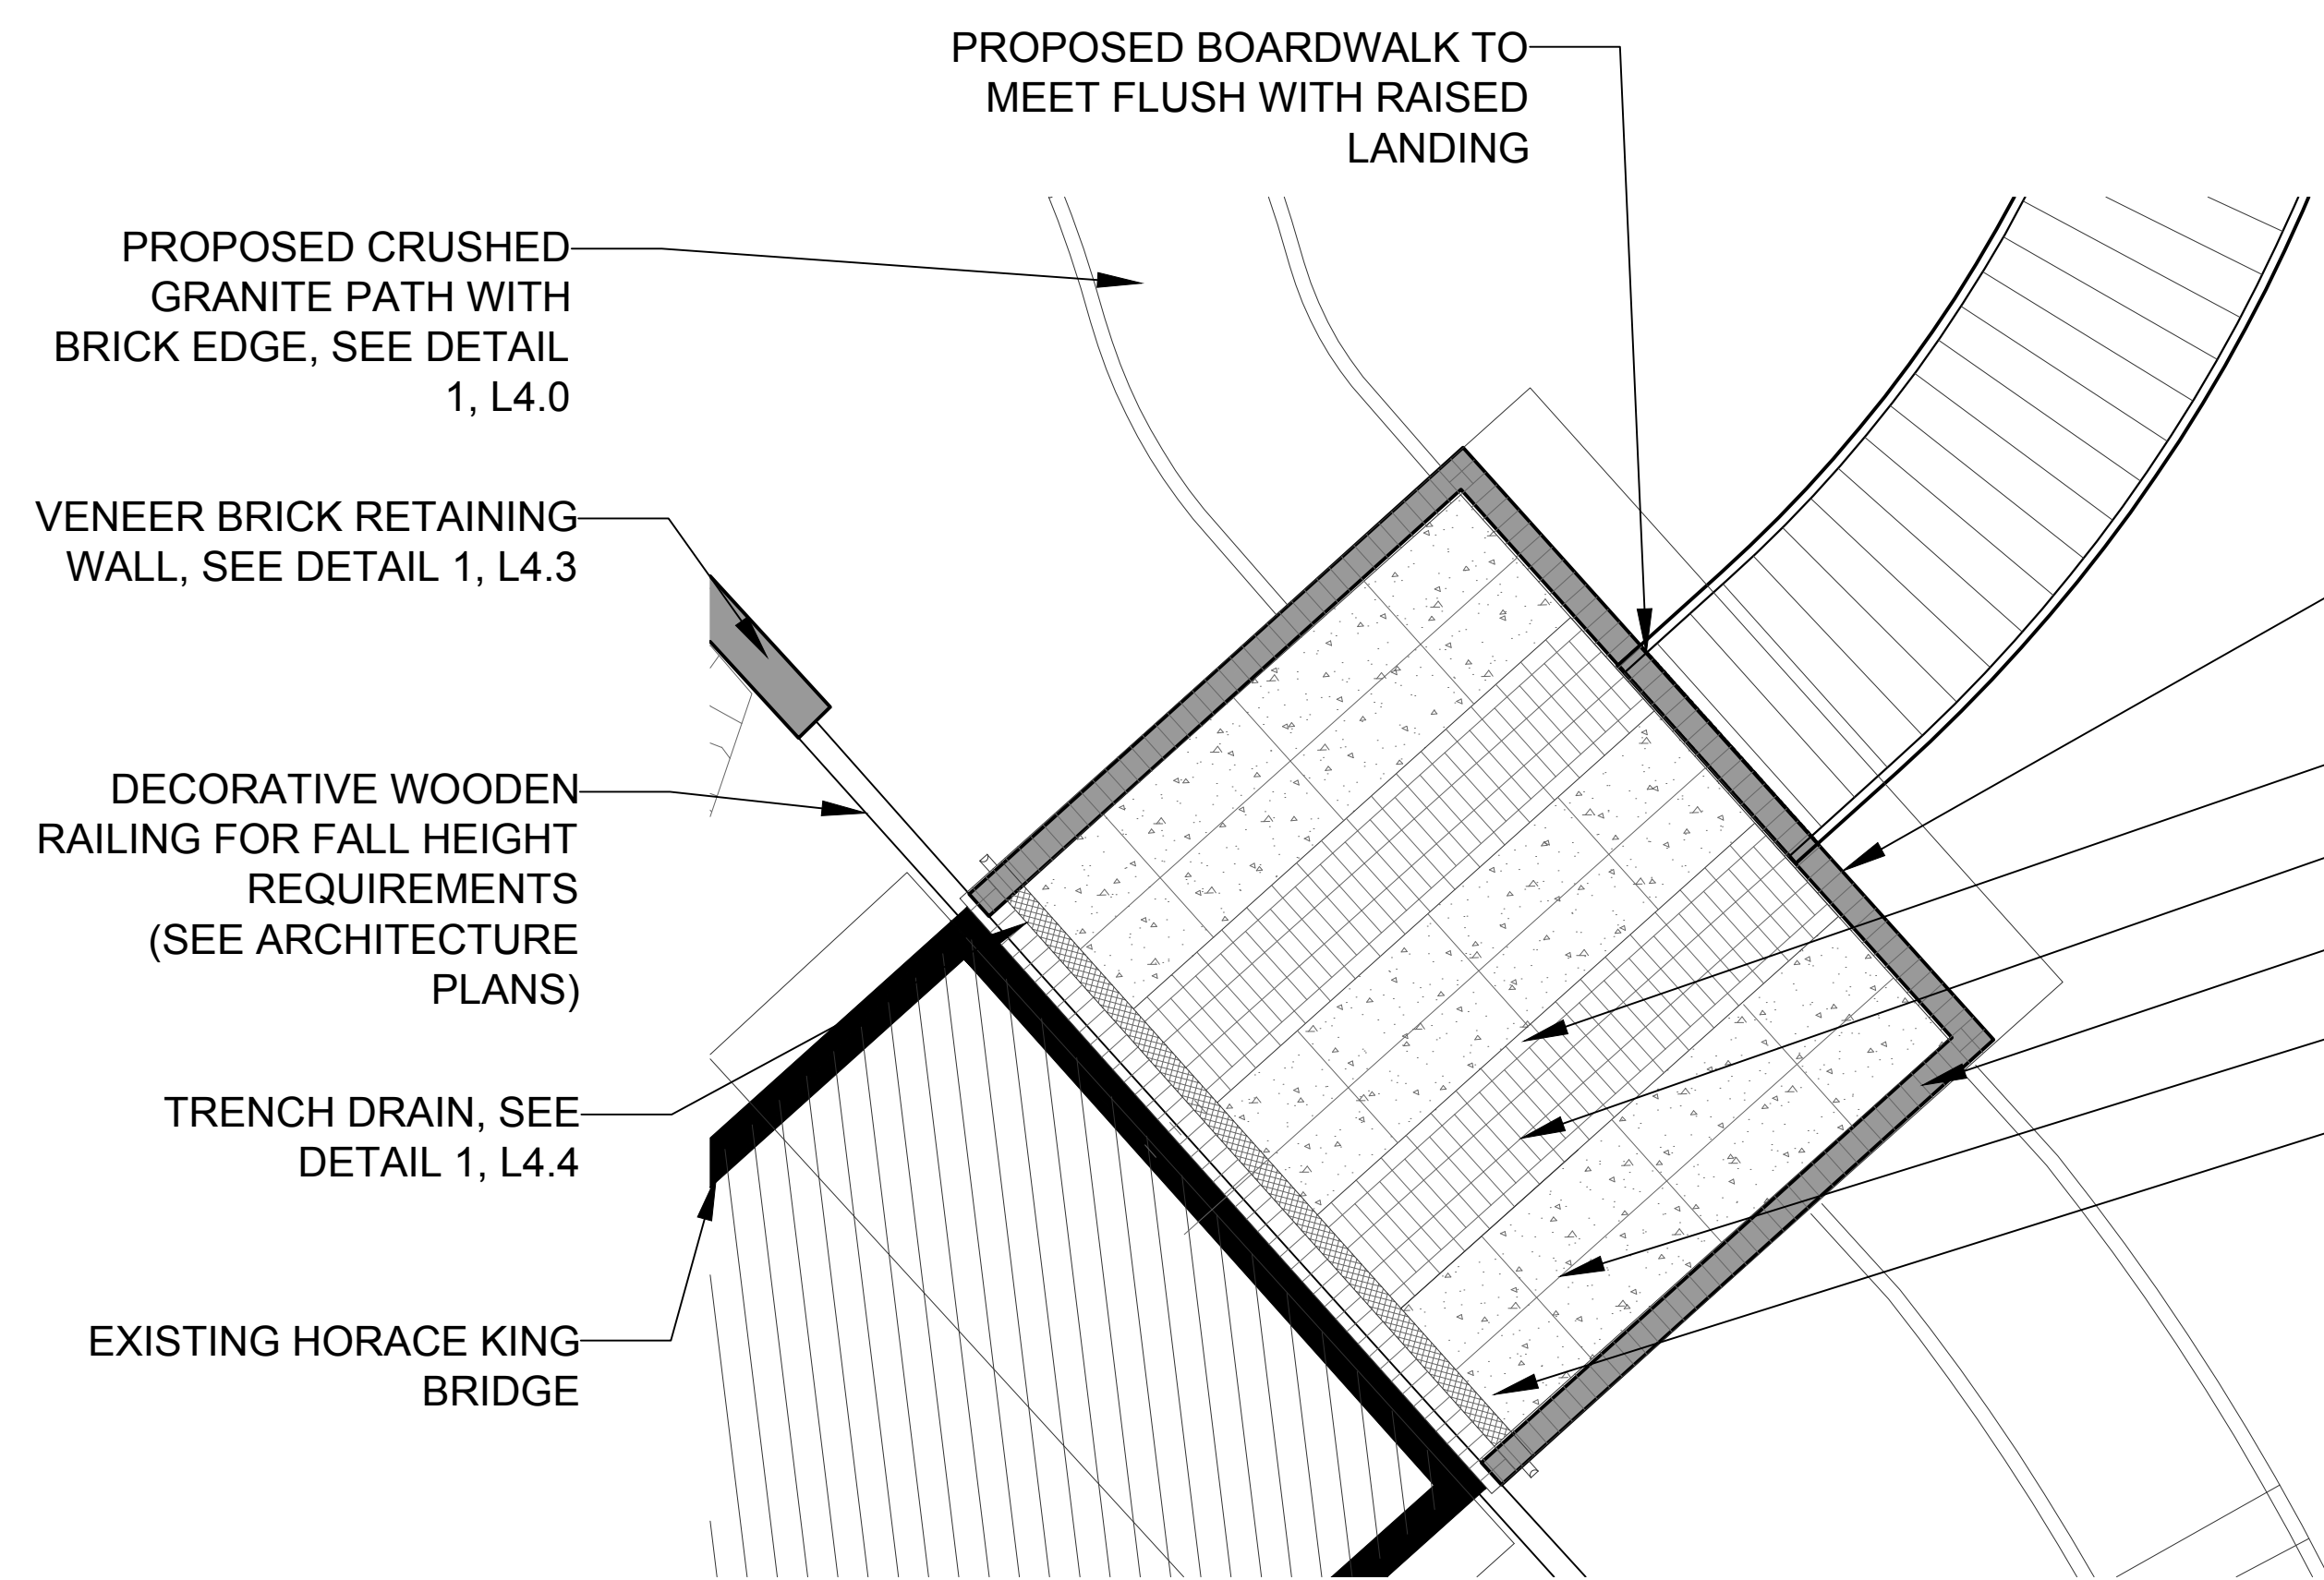 PROPOSED BOARDWALK TO
MEET FLUSH WITH RAISED
LANDING
PROPOSED CRUSHED
GRANITE PATH WITH
BRICK EDGE, SEE DETAIL
1, L4.0
VENEER BRICK RETAINING
WALL, SEE DETAIL 1, L4.3
DECORATIVE WOODEN
RAILING FOR FALL HEIGHT
REQUIREMENTS
(SEE ARCHITECTURE
PLANS)
TRENCH DRAIN, SEE
DETAIL 1, L4.4
EXISTING HORACE KING
BRIDGE